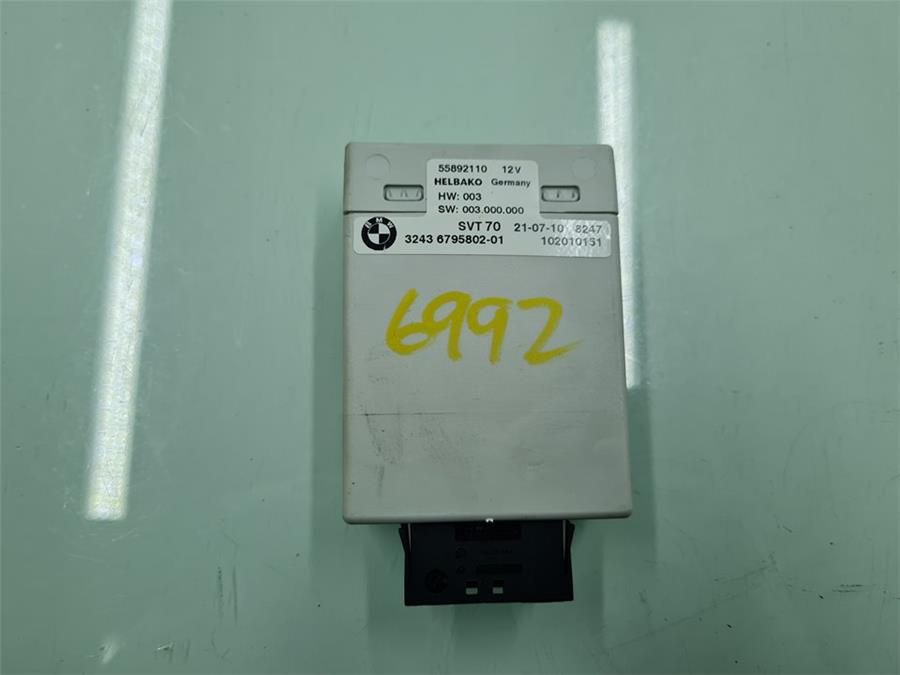 55892110 12V
HELBAKO Germany
HW: 003
SW: 003.000.000
BMW
SVT 70 21-07-10 8247
3243 6795802-01 102010151
6992